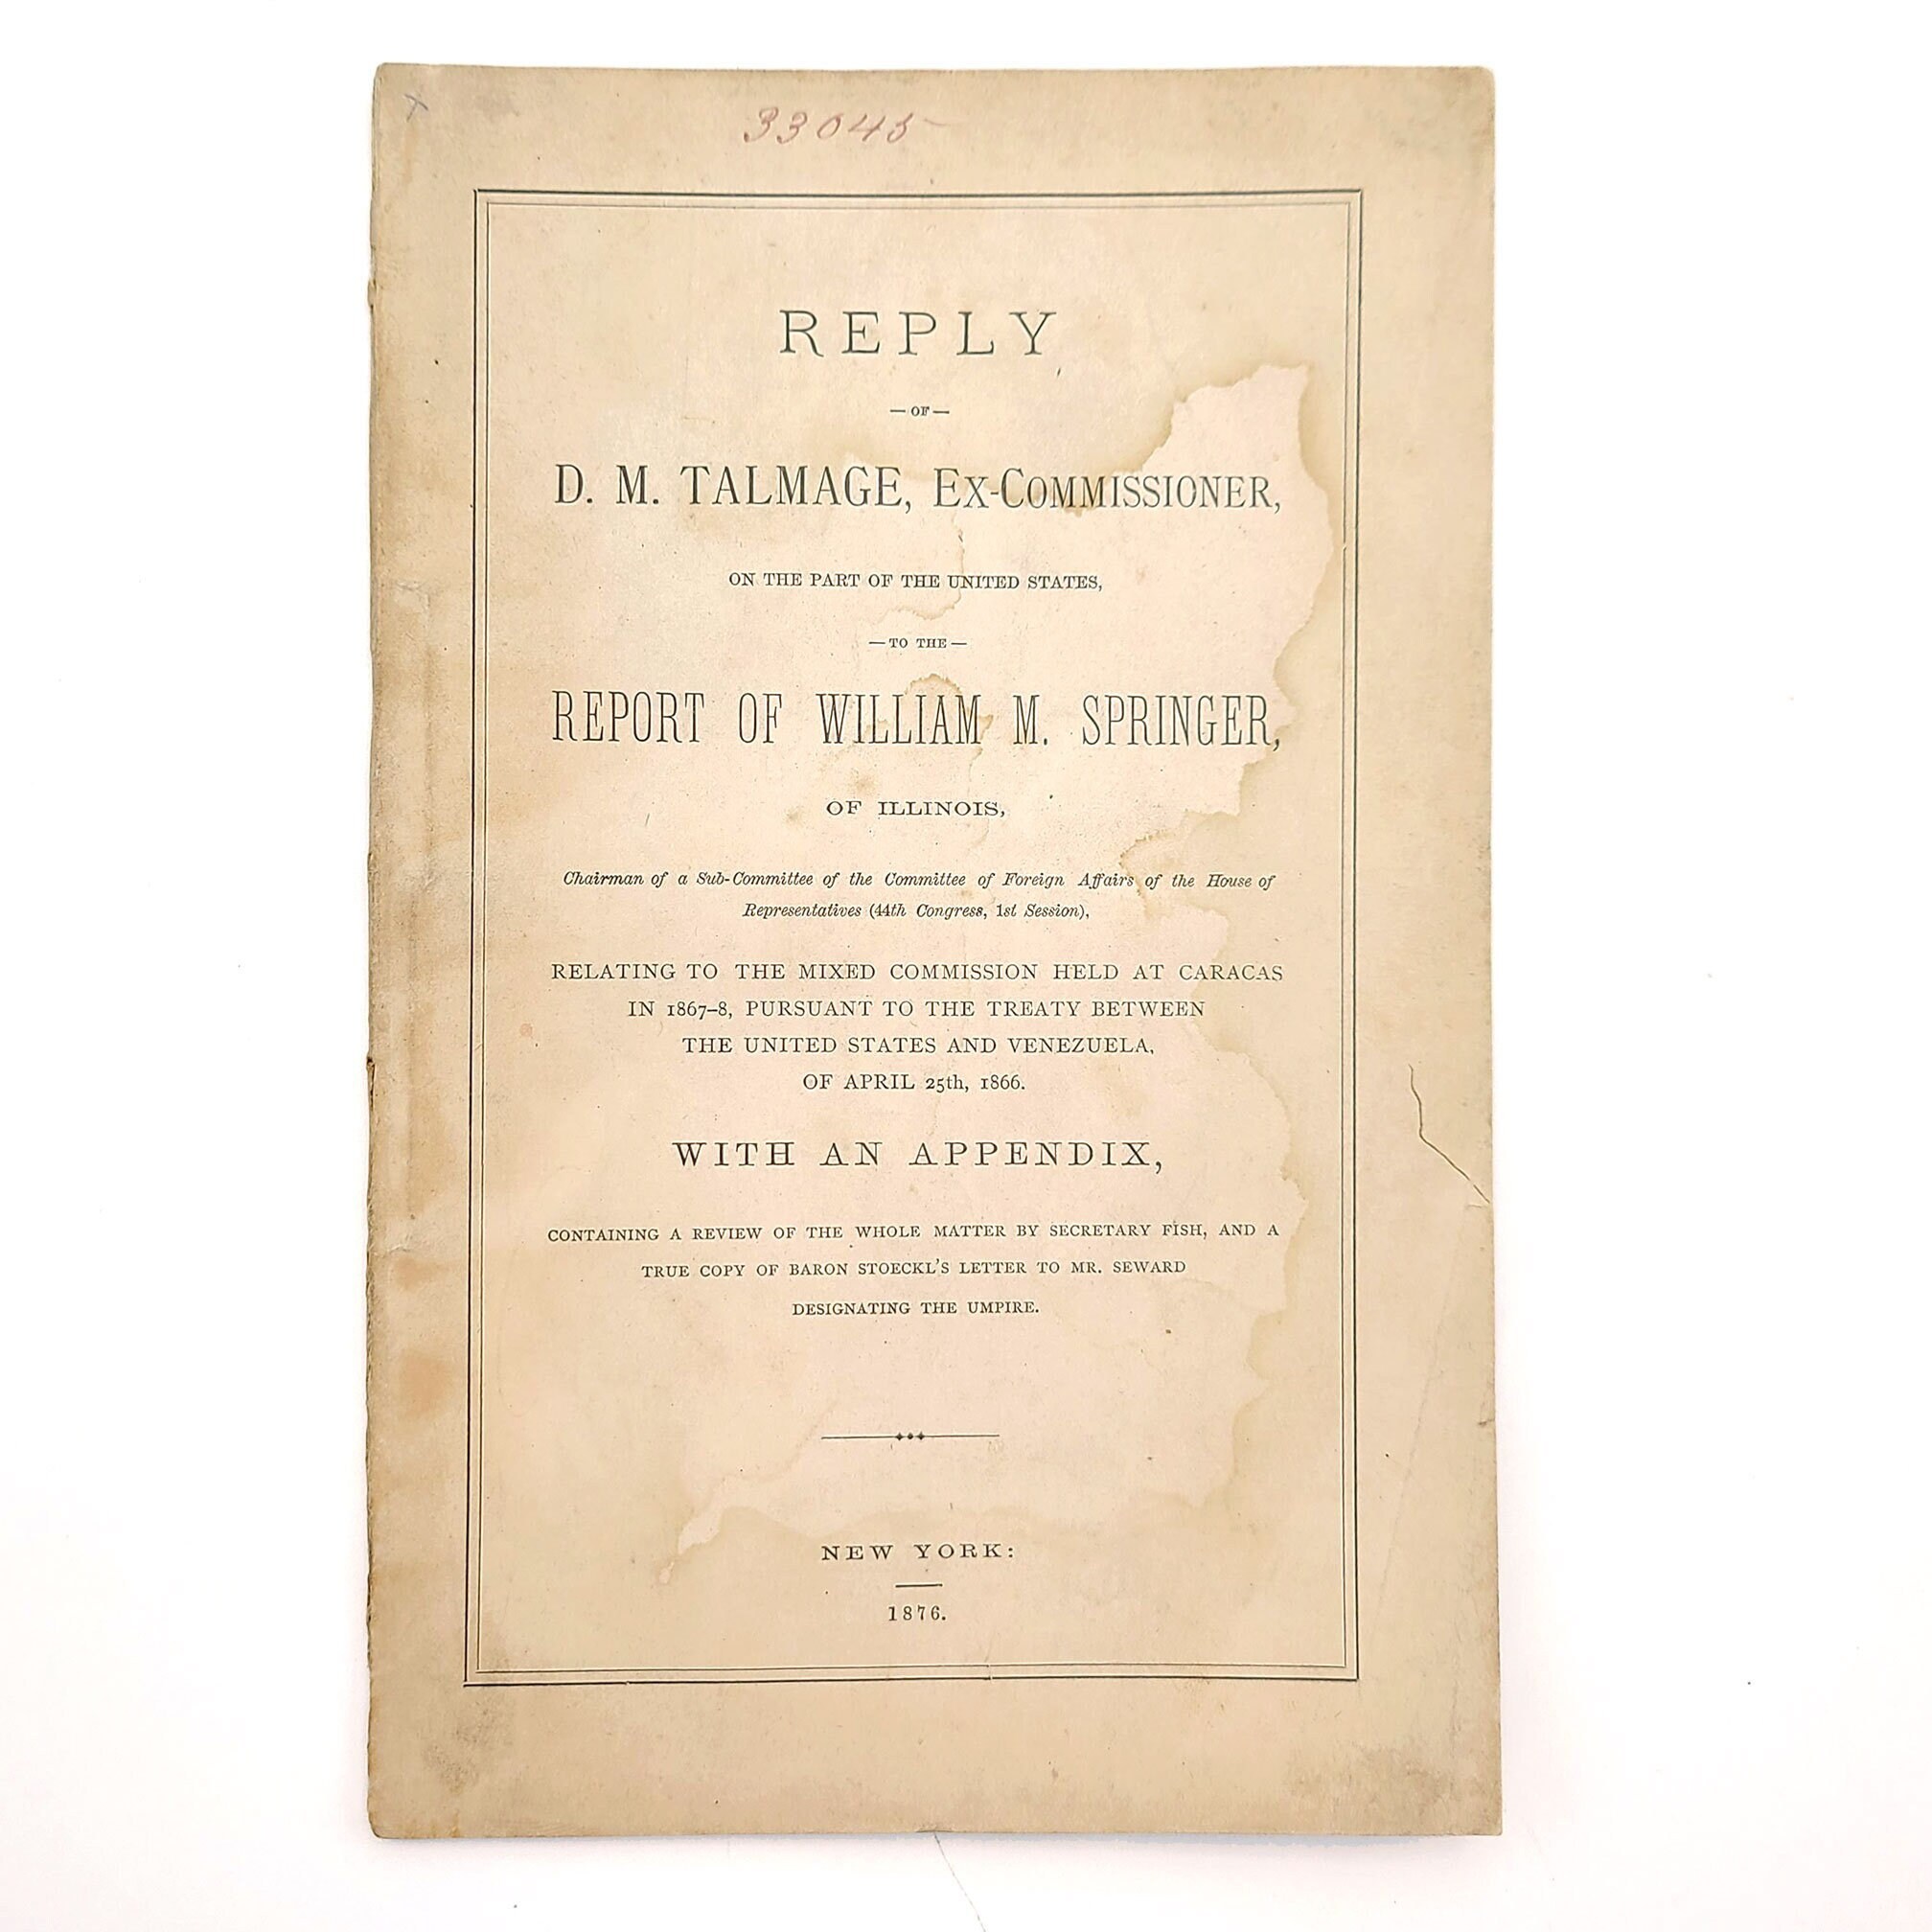 33045
REPLY
— OF —
D. M. TALMAGE, EX-COMMISSIONER,
ON THE PART OF THE UNITED STATES,
— TO THE —
REPORT OF WILLIAM M. SPRINGER,
OF ILLINOIS,
Chairman of a Sub-Committee of the Committee of Foreign Affairs of the House of
Representatives (44th Congress, 1st Session),
RELATING TO THE MIXED COMMISSION HELD AT CARACAS
IN 1867–8, PURSUANT TO THE TREATY BETWEEN
THE UNITED STATES AND VENEZUELA,
OF APRIL 25th, 1866.
WITH AN APPENDIX,
CONTAINING A REVIEW OF THE WHOLE MATTER BY SECRETARY FISH, AND A
TRUE COPY OF BARON STOECKL'S LETTER TO MR. SEWARD
DESIGNATING THE UMPIRE.
NEW YORK:
1876.